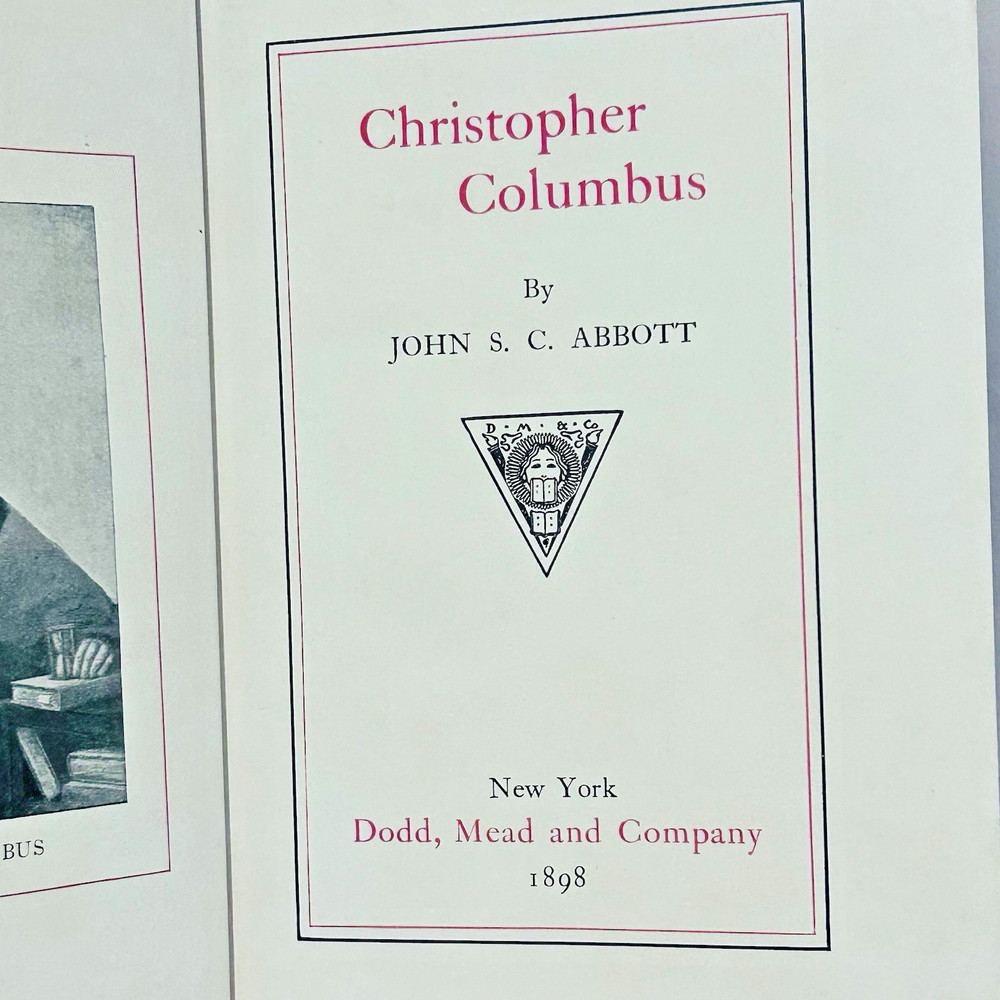 Christopher
Columbus
By
JOHN S. C. ABBOTT
D · M · & · Co
New York
Dodd, Mead and Company
1898
BUS